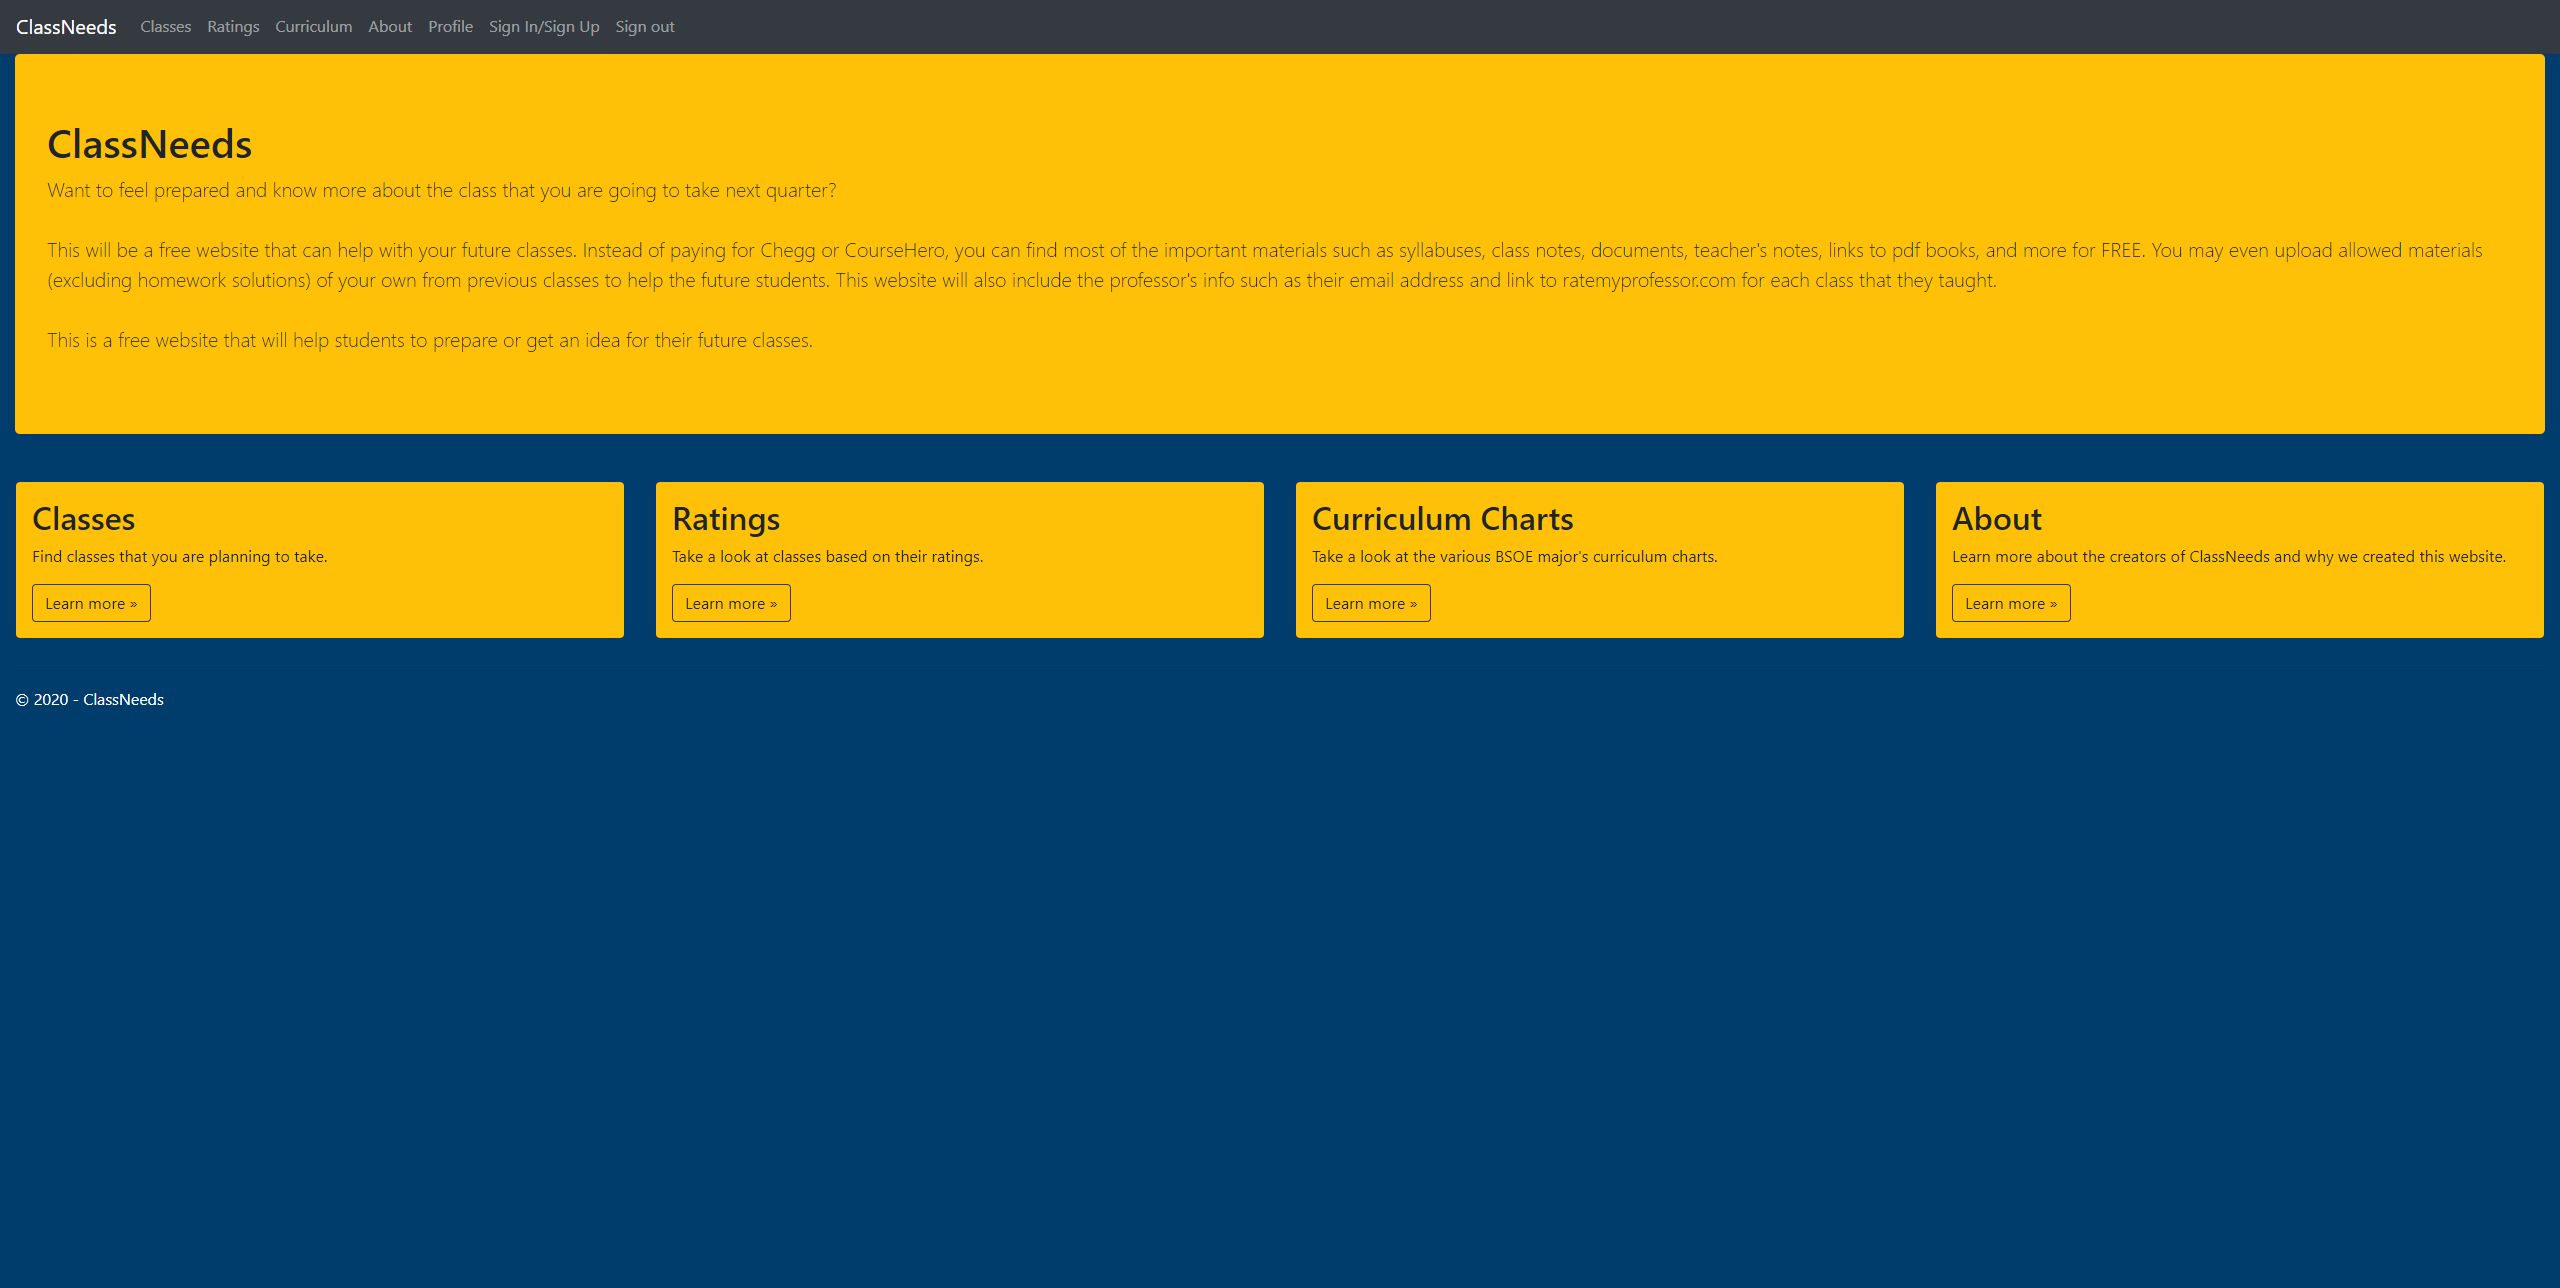 ClassNeeds Classes Ratings Curriculum About Profile Sign In/Sign Up Sign out
ClassNeeds
Want to feel prepared and know more about the class that you are going to take next quarter?
This will be a free website that can help with your future classes. Instead of paying for Chegg or CourseHero, you can find most of the important materials such as syllabuses, class notes, documents, teacher's notes, links to pdf books, and more for FREE. You may even upload allowed materials
(excluding homework solutions) of your own from previous classes to help the future students. This website will also include the professor's info such as their email address and link to ratemyprofessor.com for each class that they taught.
This is a free website that will help students to prepare or get an idea for their future classes.
Classes
Find classes that you are planning to take.
Learn more »
Ratings
Take a look at classes based on their ratings.
Learn more »
Curriculum Charts
Take a look at the various BSOE major's curriculum charts.
Learn more »
About
Learn more about the creators of ClassNeeds and why we created this website.
Learn more »
© 2020 - ClassNeeds